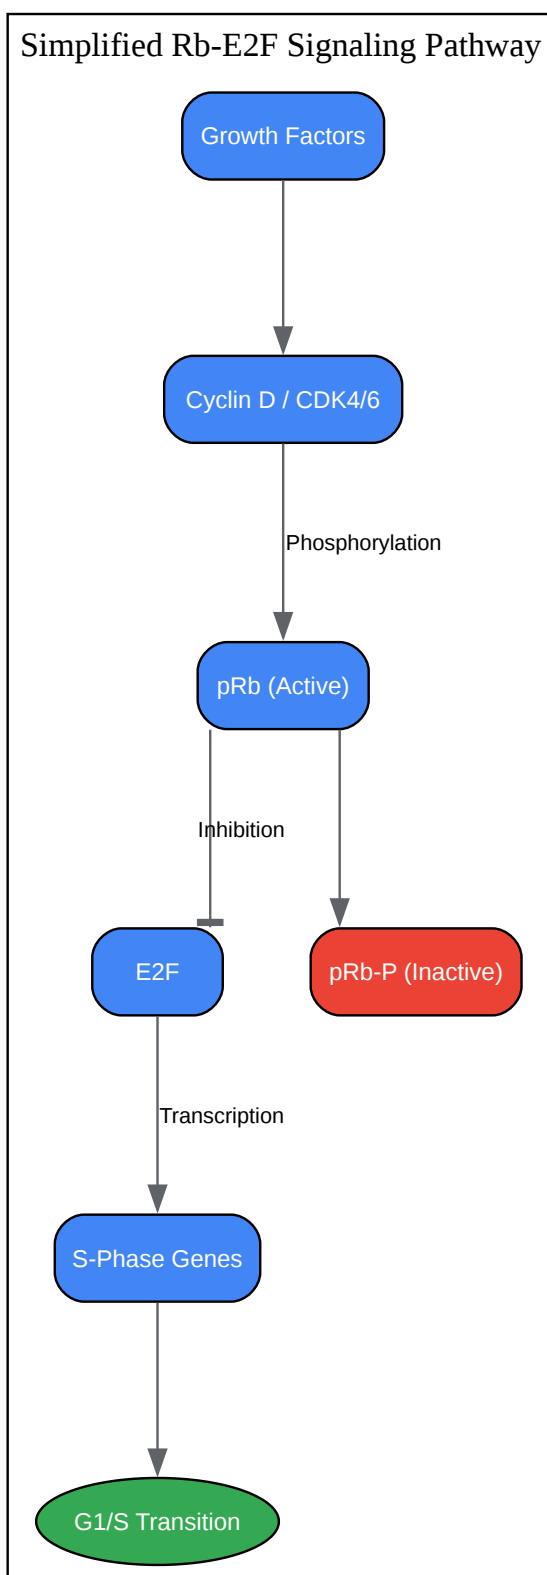 Simplified Rb-E2F Signaling Pathway
Growth Factors
Cyclin D / CDK4/6
Phosphorylation
pRb (Active)
Inhibition
E2F
pRb-P (Inactive)
Transcription
S-Phase Genes
G1/S Transition